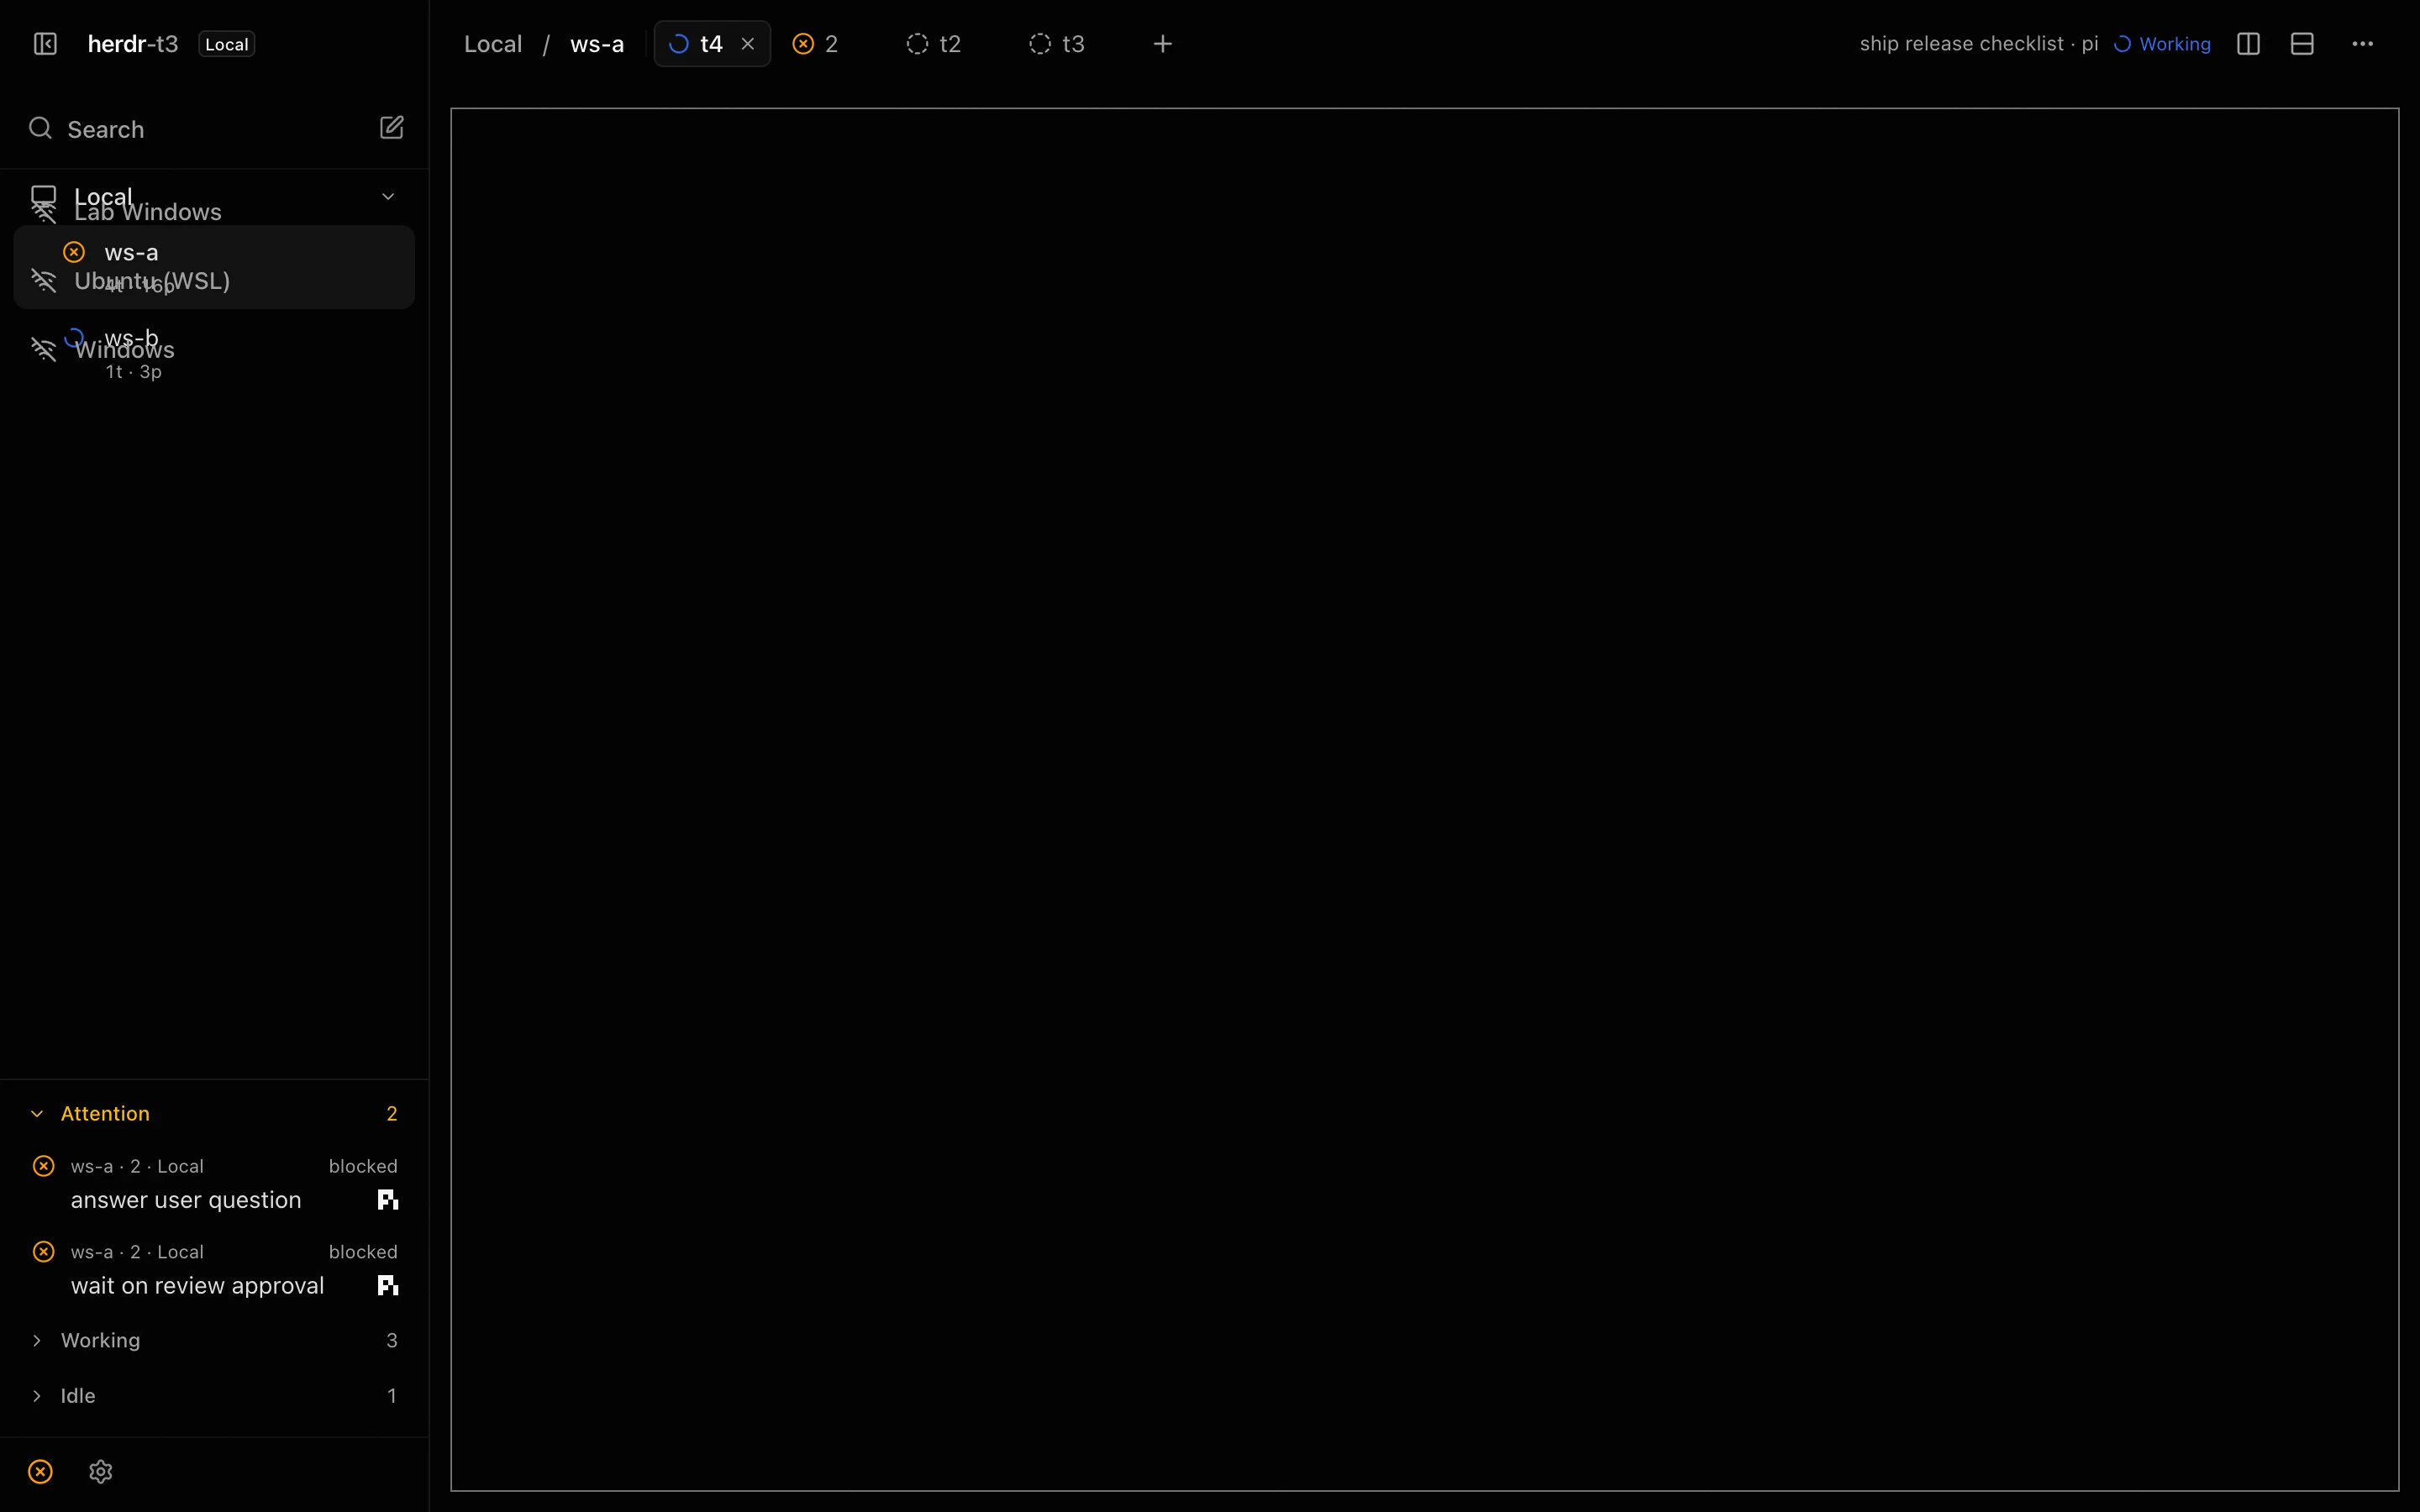 herdr-t3 Local
Search
Local
Lab Windows
ws-a
4t · 16p
Ubuntu (WSL)
ws-b
Windows
1t · 3p
Attention 2
ws-a · 2 · Local blocked
answer user question
ws-a · 2 · Local blocked
wait on review approval
Working 3
Idle 1
Local / ws-a t4 2 t2 t3
ship release checklist · pi Working